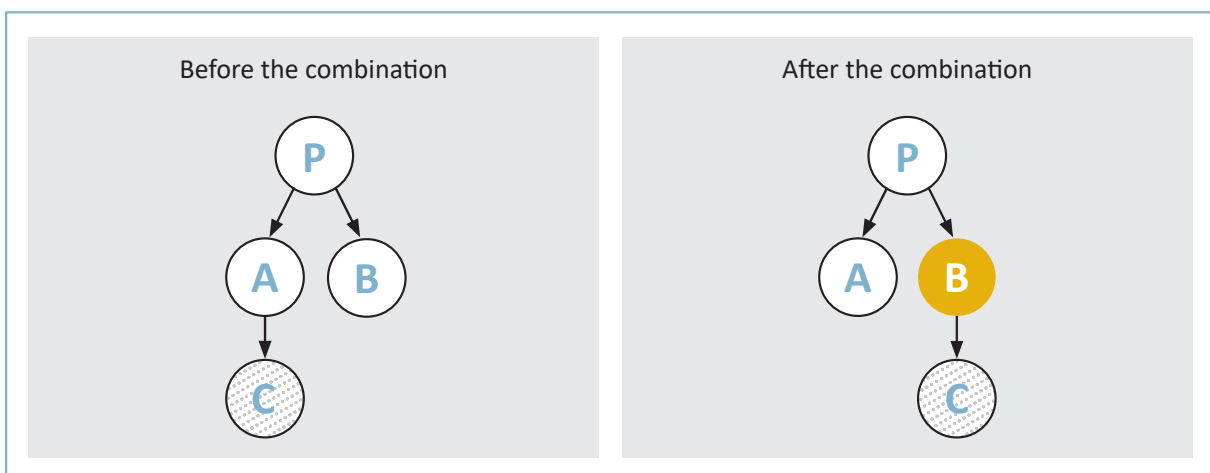 Before the combination
P
A B
C
After the combination
P
A B
C